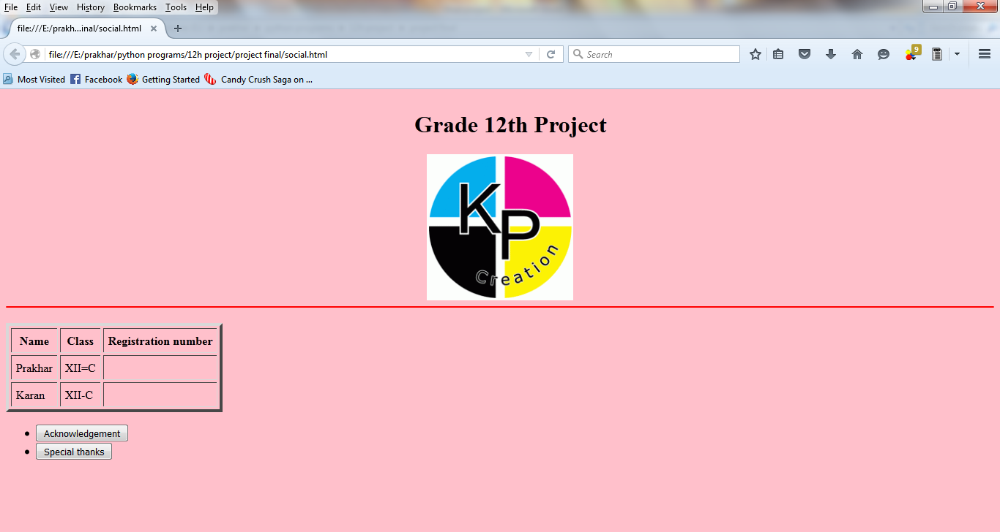 File Edit View History Bookmarks Tools Help
file:///E:/prakh...inal/social.html
file:///E:/prakhar/python programs/12h project/project final/social.html
Search
9
Most Visited Facebook Getting Started Candy Crush Saga on ...
Grade 12th Project
KP
Creation
Name Class Registration number
Prakhar XII=C
Karan XII-C
Acknowledgement
Special thanks